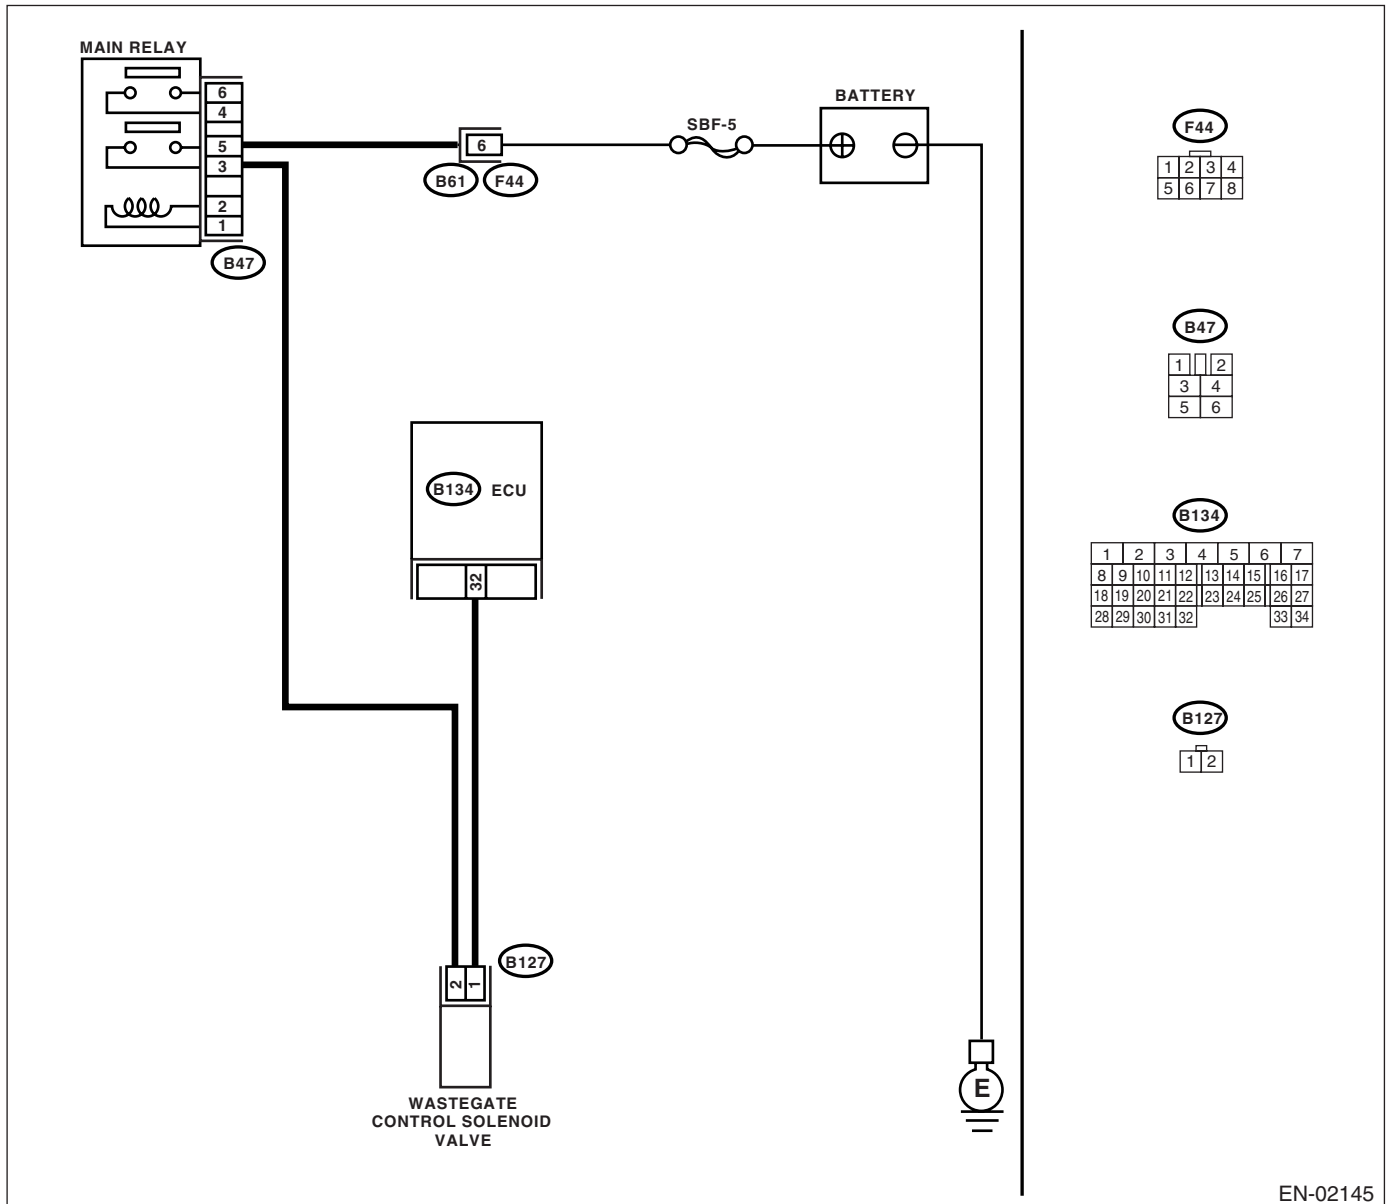 MAIN RELAY
6
4
5
3
2
1
B47
6
B61 F44
SBF-5
BATTERY
B134 ECU
32
B127
2 1
WASTEGATE
CONTROL SOLENOID
VALVE
E
F44
1 2 3 4
5 6 7 8
B47
1 2
3 4
5 6
B134
1 2 3 4 5 6 7
8 9 10 11 12 13 14 15 16 17
18 19 20 21 22 23 24 25 26 27
28 29 30 31 32 33 34
B127
1 2
EN-02145